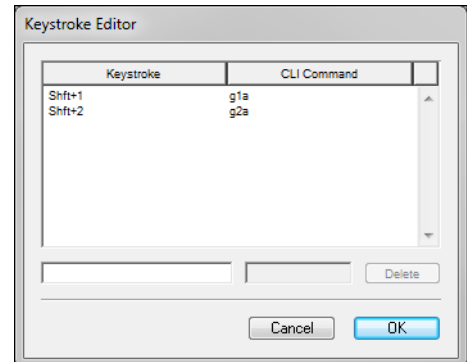 Keystroke Editor
Keystroke CLI Command
Shft+1 g1a
Shft+2 g2a
Delete
Cancel OK